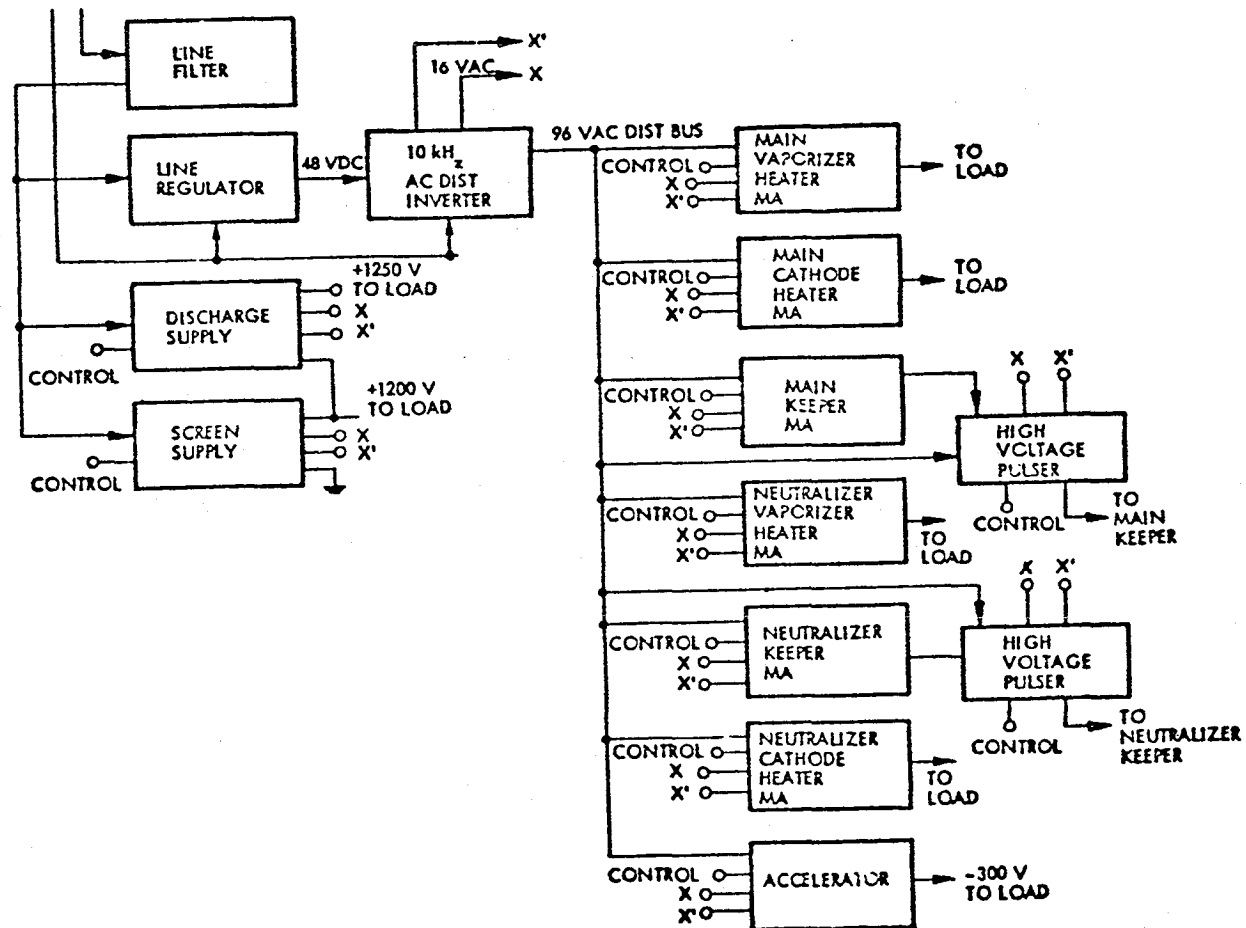 LINE
FILTER
X'
16 VAC
X
LINE
REGULATOR
48 VDC
10 kHz
AC DIST
INVERTER
96 VAC DIST BUS
CONTROL
X
X'
MAIN
VAPORIZER
HEATER
MA
TO
LOAD
CONTROL
X
X'
MAIN
CATHODE
HEATER
MA
TO
LOAD
DISCHARGE
SUPPLY
+1250 V
TO LOAD
X
X'
CONTROL
SCREEN
SUPPLY
+1200 V
TO LOAD
X
X'
CONTROL
CONTROL
X
X'
MAIN
KEEPER
MA
X
X'
HIGH
VOLTAGE
PULSER
CONTROL
TO
MAIN
KEEPER
CONTROL
X
X'
NEUTRALIZER
VAPORIZER
HEATER
MA
TO
LOAD
CONTROL
X
X'
NEUTRALIZER
KEEPER
MA
X
X'
HIGH
VOLTAGE
PULSER
CONTROL
TO
NEUTRALIZER
KEEPER
CONTROL
X
X'
NEUTRALIZER
CATHODE
HEATER
MA
TO
LOAD
CONTROL
X
X'
ACCELERATOR
-300 V
TO LOAD